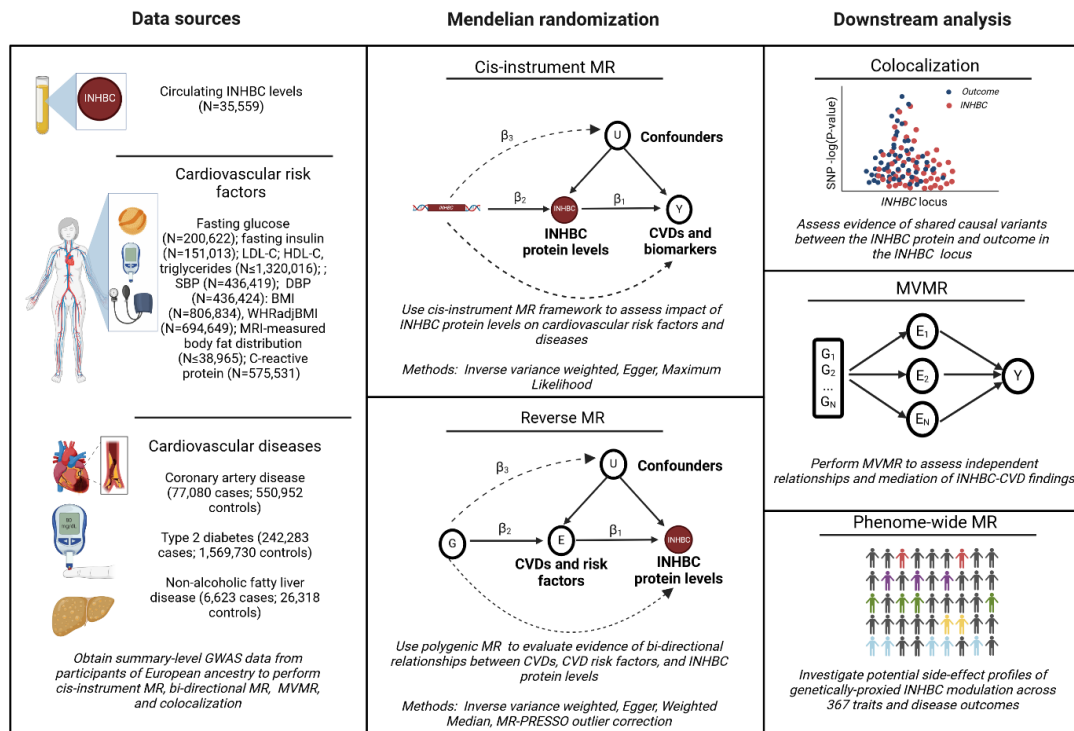 Data sources
Mendelian randomization
Downstream analysis
INHBC
Circulating INHBC levels
(N=35,559)
Cardiovascular risk
factors
Fasting glucose
(N=200,622); fasting insulin
(N=151,013); LDL-C; HDL-C,
triglycerides (N≤1,320,016); ;
SBP (N=436,419); DBP
(N=436,424): BMI
(N=806,834), WHRadjBMI
(N=694,649); MRI-measured
body fat distribution
(N≤38,965); C-reactive
protein (N=575,531)
Cardiovascular diseases
Coronary artery disease
(77,080 cases; 550,952
controls)
Type 2 diabetes (242,283
cases; 1,569,730 controls)
Non-alcoholic fatty liver
disease (6,623 cases; 26,318
controls)
Obtain summary-level GWAS data from
participants of European ancestry to perform
cis-instrument MR, bi-directional MR, MVMR,
and colocalization
Cis-instrument MR
β3
U
Confounders
INHBC
β2
INHBC
β1
Y
INHBC
protein levels
CVDs and
biomarkers
Use cis-instrument MR framework to assess impact of
INHBC protein levels on cardiovascular risk factors and
diseases
Methods: Inverse variance weighted, Egger, Maximum
Likelihood
Reverse MR
β3
U
Confounders
G
β2
E
β1
INHBC
CVDs and risk
factors
INHBC
protein levels
Use polygenic MR to evaluate evidence of bi-directional
relationships between CVDs, CVD risk factors, and INHBC
protein levels
Methods: Inverse variance weighted, Egger, Weighted
Median, MR-PRESSO outlier correction
Colocalization
Outcome
INHBC
SNP -log(P-value)
INHBC locus
Assess evidence of shared causal variants
between the INHBC protein and outcome in
the INHBC locus
MVMR
G1
G2
...
GN
E1
E2
EN
Y
Perform MVMR to assess independent
relationships and mediation of INHBC-CVD findings
Phenome-wide MR
Investigate potential side-effect profiles of
genetically-proxied INHBC modulation across
367 traits and disease outcomes